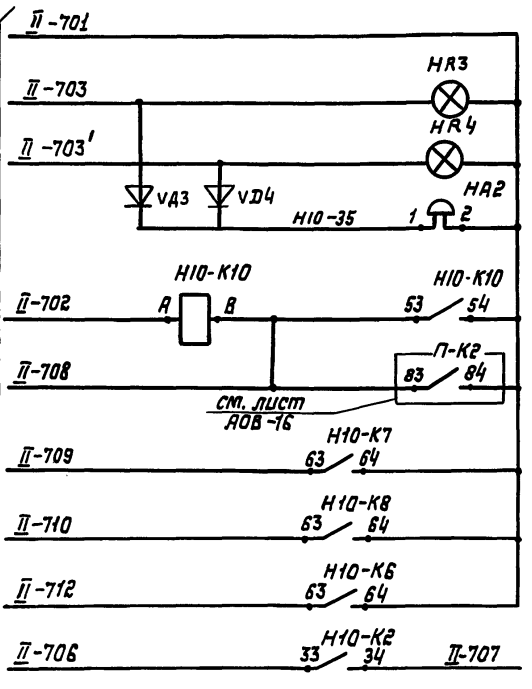 II-701
HR3
II-703
HR4
II-703'
VД3 VD4 HA2
H10-35 1 2
H10-K10 H10-K10
II-702 A B 53 54
П-K2
II-708 83 84
см. лист
АОВ-16
H10-K7
II-709 63 64
H10-K8
II-710 63 64
H10-K6
II-712 63 64
H10-K2
II-706 33 34 II-707